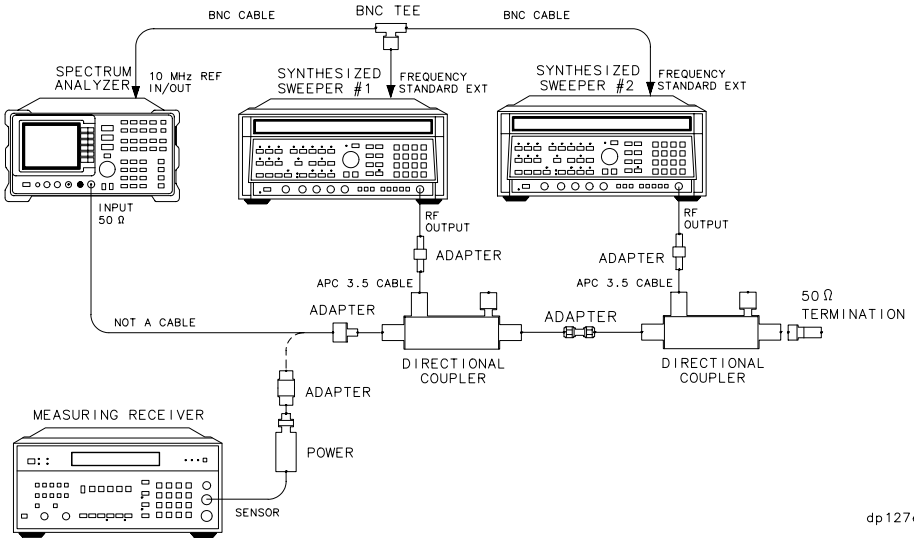 BNC CABLE
BNC TEE
BNC CABLE
SPECTRUM
ANALYZER
10 MHz REF
IN/OUT
SYNTHESIZED
SWEEPER #1
FREQUENCY
STANDARD EXT
SYNTHESIZED
SWEEPER #2
FREQUENCY
STANDARD EXT
INPUT
50 Ω
RF
OUTPUT
RF
OUTPUT
ADAPTER
ADAPTER
APC 3.5 CABLE
APC 3.5 CABLE
NOT A CABLE
ADAPTER
ADAPTER
50 Ω
TERMINATION
DIRECTIONAL
COUPLER
DIRECTIONAL
COUPLER
ADAPTER
MEASURING RECEIVER
POWER
SENSOR
dp127c